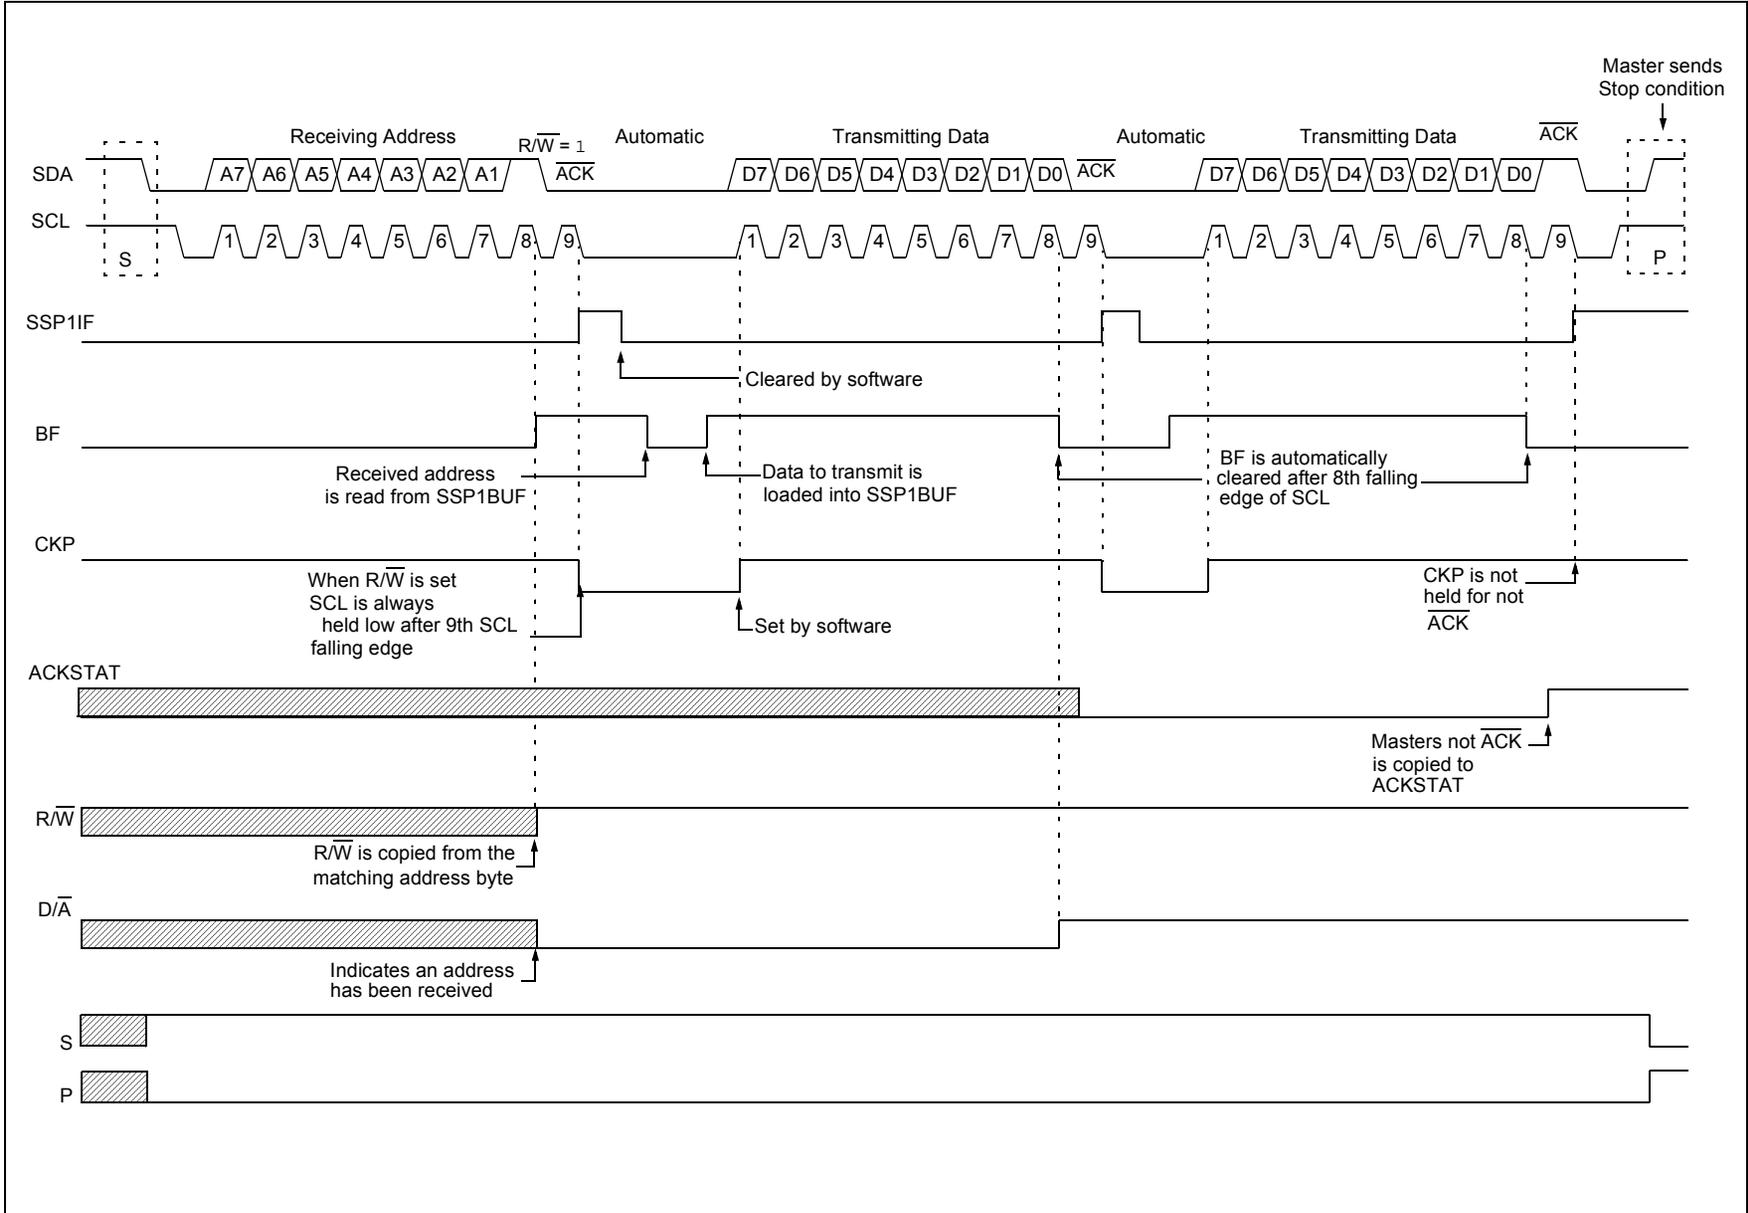 Master sends
Stop condition
Receiving Address
R/W̅ = 1
Automatic
Transmitting Data
Automatic
Transmitting Data
A̅C̅K̅
SDA
A7 A6 A5 A4 A3 A2 A1
A̅C̅K̅
D7 D6 D5 D4 D3 D2 D1 D0
A̅C̅K̅
D7 D6 D5 D4 D3 D2 D1 D0
SCL
1 2 3 4 5 6 7 8 9
1 2 3 4 5 6 7 8 9
1 2 3 4 5 6 7 8 9
S
P
SSP1IF
Cleared by software
BF
Received address
is read from SSP1BUF
Data to transmit is
loaded into SSP1BUF
BF is automatically
cleared after 8th falling
edge of SCL
CKP
When R/W̅ is set
SCL is always
held low after 9th SCL
falling edge
Set by software
CKP is not
held for not
A̅C̅K̅
ACKSTAT
Masters not A̅C̅K̅
is copied to
ACKSTAT
R/W̅
R/W̅ is copied from the
matching address byte
D/A̅
Indicates an address
has been received
S
P